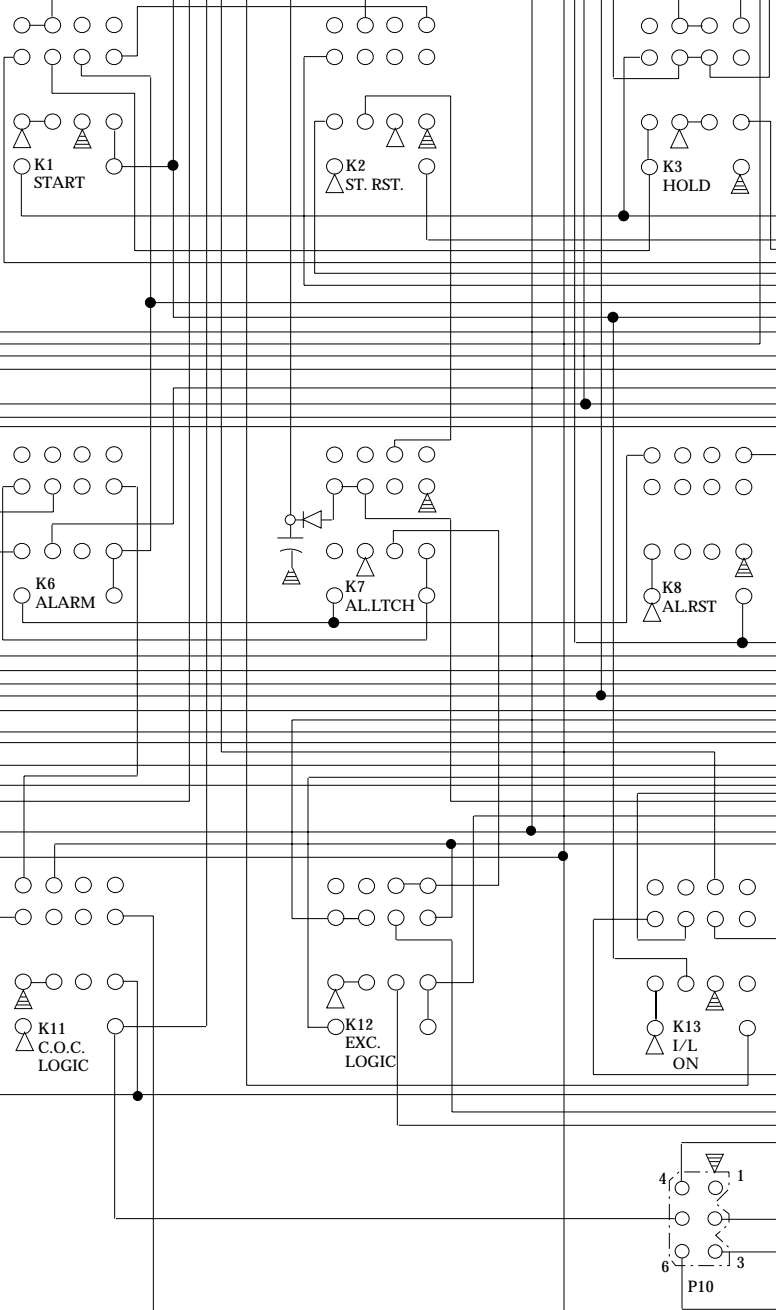 K1
START
K2
ST. RST.
K3
HOLD
K6
ALARM
K7
AL.LTCH
K8
AL.RST
K11
C.O.C.
LOGIC
K12
EXC.
LOGIC
K13
I/L
ON
4
1
6
3
P10